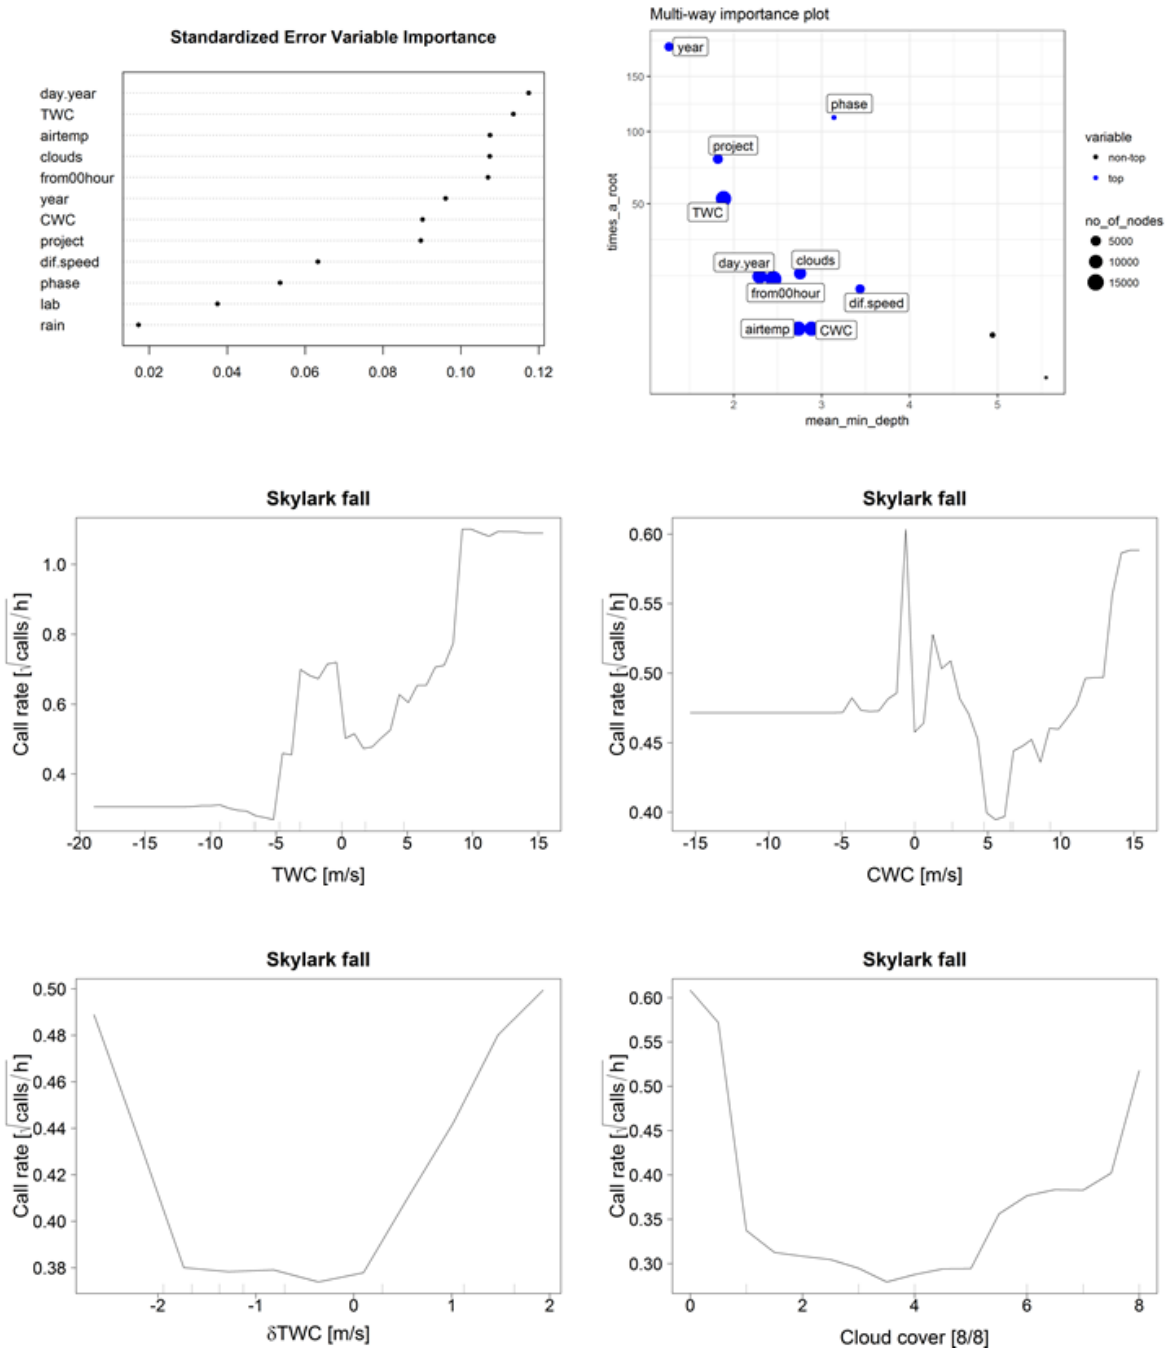 Standardized Error Variable Importance
day.year
TWC
airtemp
clouds
from00hour
year
CWC
project
dif.speed
phase
lab
rain
0.02 0.04 0.06 0.08 0.10 0.12
Multi-way importance plot
year
phase
project
TWC
day.year
clouds
from00hour
dif.speed
airtemp
CWC
150
100
50
times_a_root
2 3 4 5
mean_min_depth
variable
non-top
top
no_of_nodes
5000
10000
15000
Skylark fall
1.0
0.8
0.6
0.4
Call rate [√calls/h]
-20 -15 -10 -5 0 5 10 15
TWC [m/s]
Skylark fall
0.60
0.55
0.50
0.45
0.40
Call rate [√calls/h]
-15 -10 -5 0 5 10 15
CWC [m/s]
Skylark fall
0.50
0.48
0.46
0.44
0.42
0.40
0.38
Call rate [√calls/h]
-2 -1 0 1 2
δTWC [m/s]
Skylark fall
0.60
0.55
0.50
0.45
0.40
0.35
0.30
Call rate [√calls/h]
0 2 4 6 8
Cloud cover [8/8]